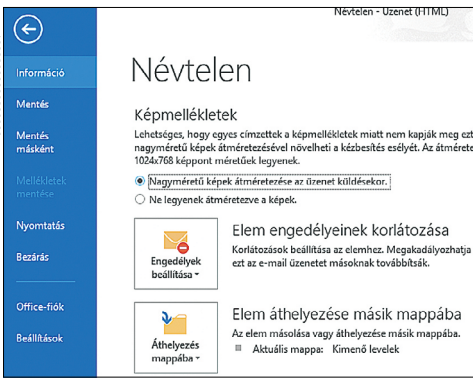 Névtelen - Üzenet (HTML)
Információ
Mentés
Mentés
másként
Mellékletek
mentése
Nyomtatás
Bezárás
Office-fiók
Beállítások
Névtelen
Képmellékletek
Lehetséges, hogy egyes címzettek a képmellékletek miatt nem kapják meg ezt
nagyméretű képek átméretezésével növelheti a kézbesítés esélyét. Az átmérete
1024x768 képpont méretűek legyenek.
Nagyméretű képek átméretezése az üzenet küldésekor.
Ne legyenek átméretezve a képek.
Engedélyek
beállítása
Elem engedélyeinek korlátozása
Korlátozások beállítása az elemhez. Megakadályozhatja
ezt az e-mail üzenetet másoknak továbbítsák.
Áthelyezés
mappába
Elem áthelyezése másik mappába
Az elem másolása vagy áthelyezése másik mappába.
Aktuális mappa: Kimenő levelek